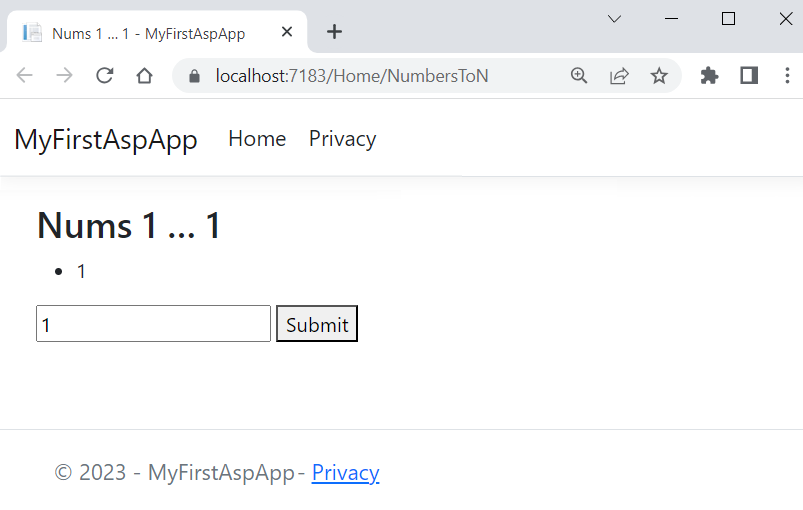 Nums 1 ... 1 - MyFirstAspApp
localhost:7183/Home/NumbersToN
MyFirstAspApp Home Privacy
Nums 1 ... 1
• 1
1 Submit
© 2023 - MyFirstAspApp - Privacy